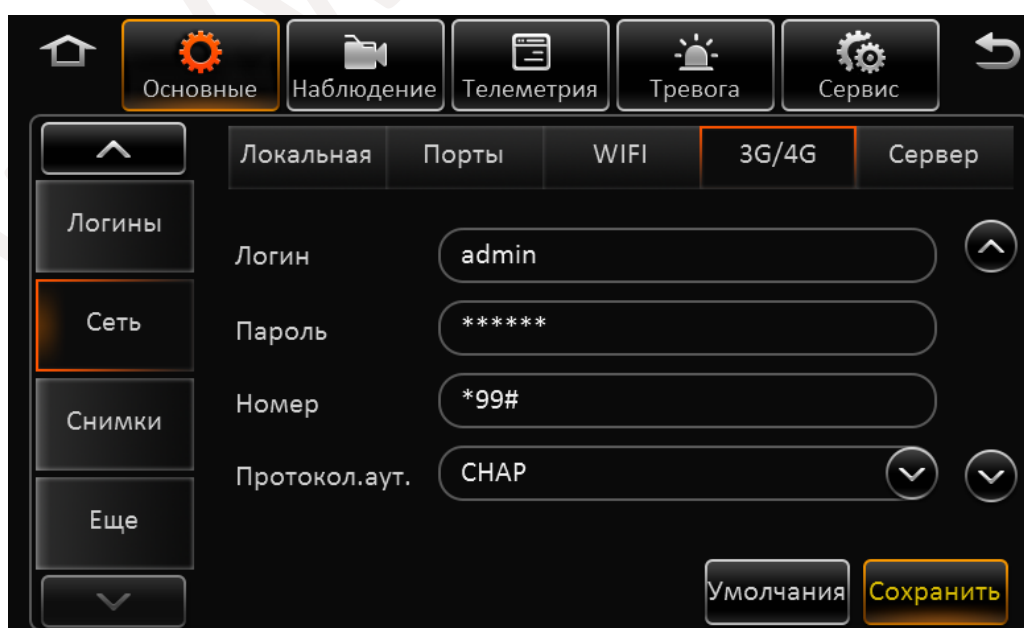 Основные Наблюдение Телеметрия Тревога Сервис
Локальная Порты WIFI 3G/4G Сервер
Логины
Логин admin
Сеть
Пароль ******
Номер *99#
Снимки
Протокол.аут. CHAP
Еще
Умолчания Сохранить